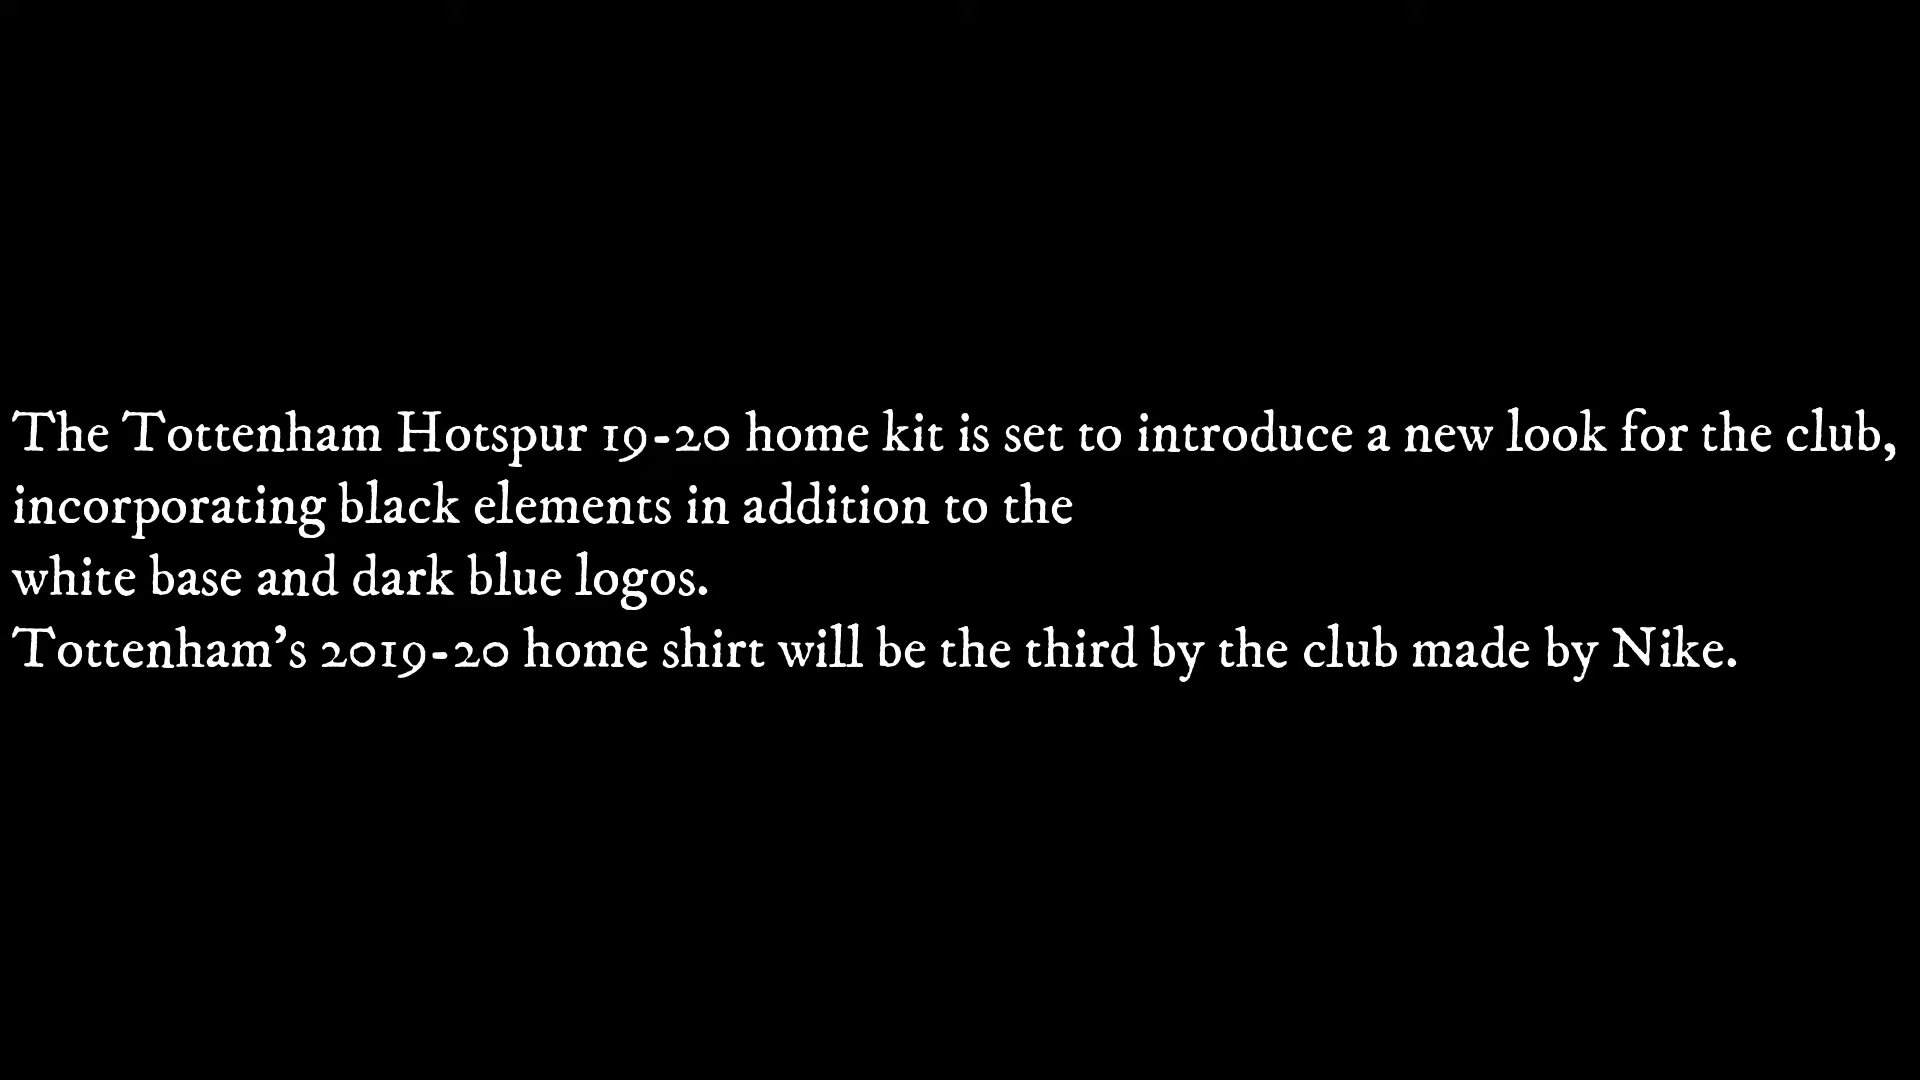 The Tottenham Hotspur 19-20 home kit is set to introduce a new look for the club,
incorporating black elements in addition to the
white base and dark blue logos.
Tottenham’s 2019-20 home shirt will be the third by the club made by Nike.